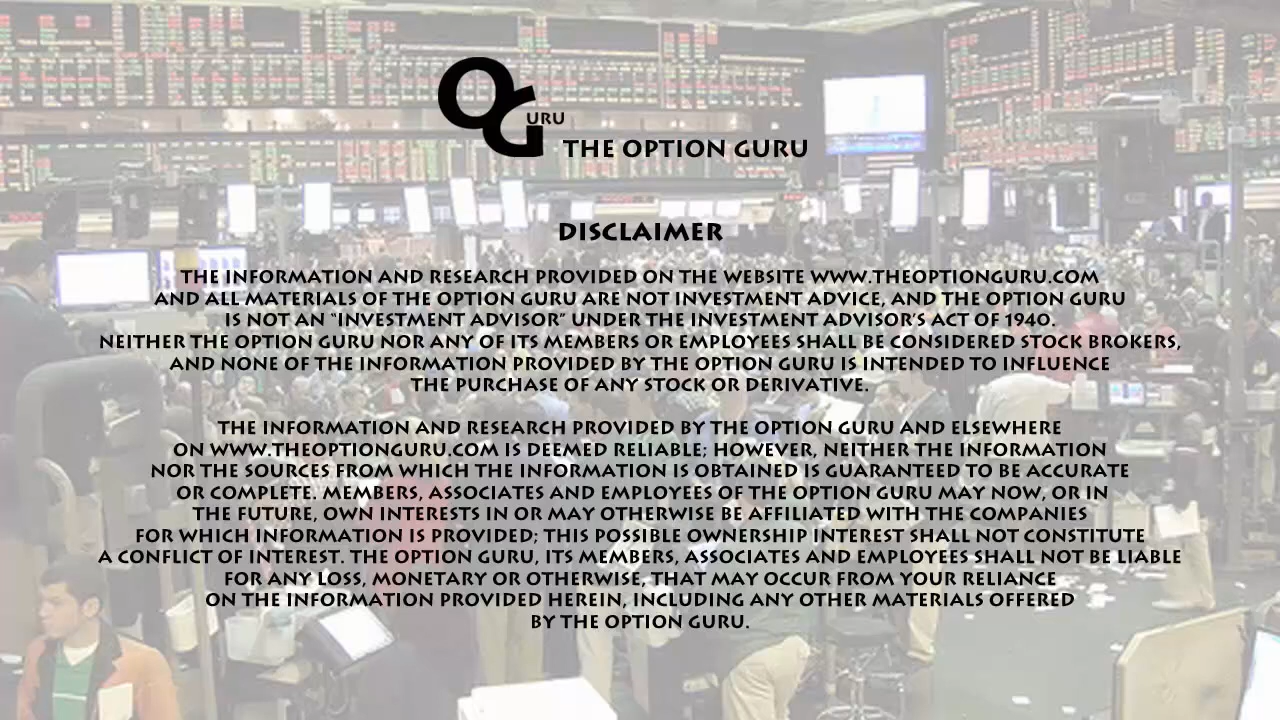 OG URU
THE OPTION GURU
DISCLAIMER
THE INFORMATION AND RESEARCH PROVIDED ON THE WEBSITE WWW.THEOPTIONGURU.COM
AND ALL MATERIALS OF THE OPTION GURU ARE NOT INVESTMENT ADVICE, AND THE OPTION GURU
IS NOT AN “INVESTMENT ADVISOR” UNDER THE INVESTMENT ADVISOR’S ACT OF 1940.
NEITHER THE OPTION GURU NOR ANY OF ITS MEMBERS OR EMPLOYEES SHALL BE CONSIDERED STOCK BROKERS,
AND NONE OF THE INFORMATION PROVIDED BY THE OPTION GURU IS INTENDED TO INFLUENCE
THE PURCHASE OF ANY STOCK OR DERIVATIVE.
THE INFORMATION AND RESEARCH PROVIDED BY THE OPTION GURU AND ELSEWHERE
ON WWW.THEOPTIONGURU.COM IS DEEMED RELIABLE; HOWEVER, NEITHER THE INFORMATION
NOR THE SOURCES FROM WHICH THE INFORMATION IS OBTAINED IS GUARANTEED TO BE ACCURATE
OR COMPLETE. MEMBERS, ASSOCIATES AND EMPLOYEES OF THE OPTION GURU MAY NOW, OR IN
THE FUTURE, OWN INTERESTS IN OR MAY OTHERWISE BE AFFILIATED WITH THE COMPANIES
FOR WHICH INFORMATION IS PROVIDED; THIS POSSIBLE OWNERSHIP INTEREST SHALL NOT CONSTITUTE
A CONFLICT OF INTEREST. THE OPTION GURU, ITS MEMBERS, ASSOCIATES AND EMPLOYEES SHALL NOT BE LIABLE
FOR ANY LOSS, MONETARY OR OTHERWISE, THAT MAY OCCUR FROM YOUR RELIANCE
ON THE INFORMATION PROVIDED HEREIN, INCLUDING ANY OTHER MATERIALS OFFERED
BY THE OPTION GURU.